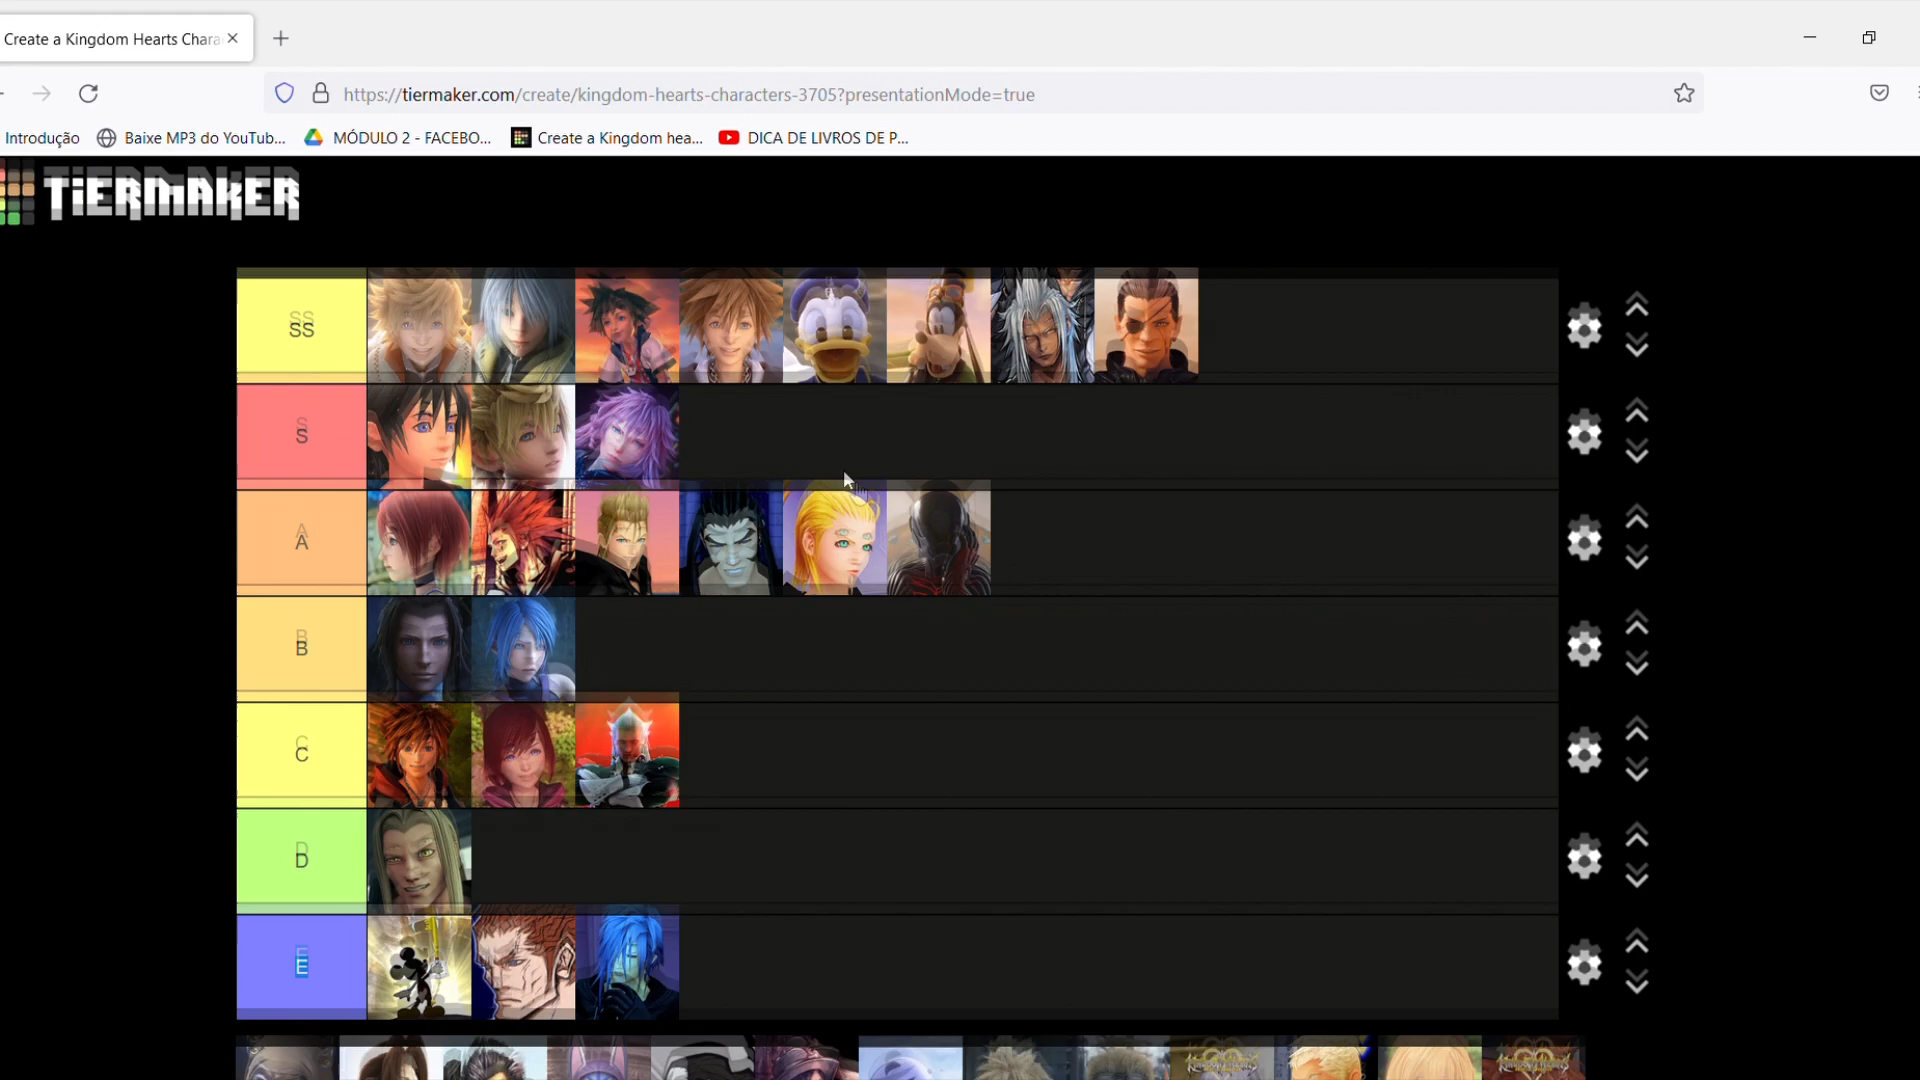 Create a Kingdom Hearts Chara
https://tiermaker.com/create/kingdom-hearts-characters-3705?presentationMode=true
Introdução
Baixe MP3 do YouTub...
MÓDULO 2 - FACEBO...
Create a Kingdom hea...
DICA DE LIVROS DE P...
TiERMAKER
SS
S
A
B
C
D
E